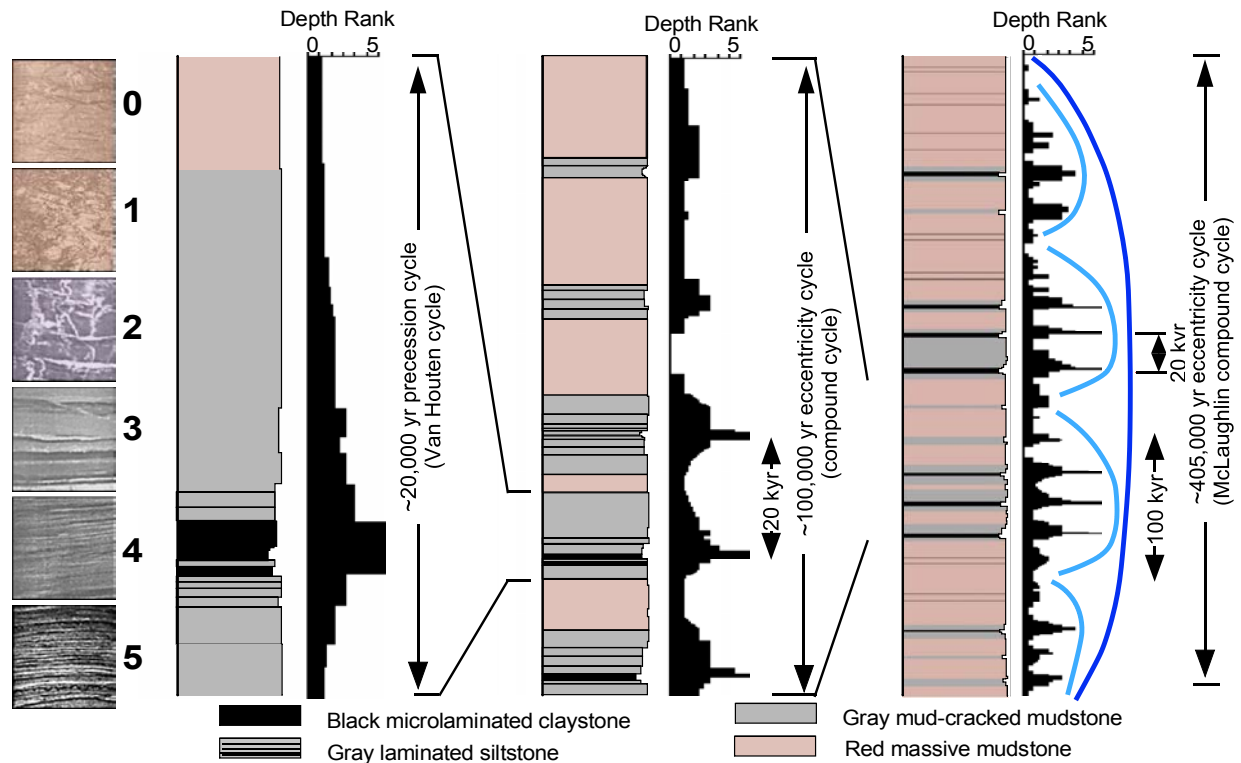 Depth Rank
0 5
0
1
2
3
4
5
~20,000 yr precession cycle
(Van Houten cycle)
Depth Rank
0 5
20 kyr
~100,000 yr eccentricity cycle
(compound cycle)
Depth Rank
0 5
20 kyr
100 kyr
~405,000 yr eccentricity cycle
(McLaughlin compound cycle)
Black microlaminated claystone
Gray laminated siltstone
Gray mud-cracked mudstone
Red massive mudstone